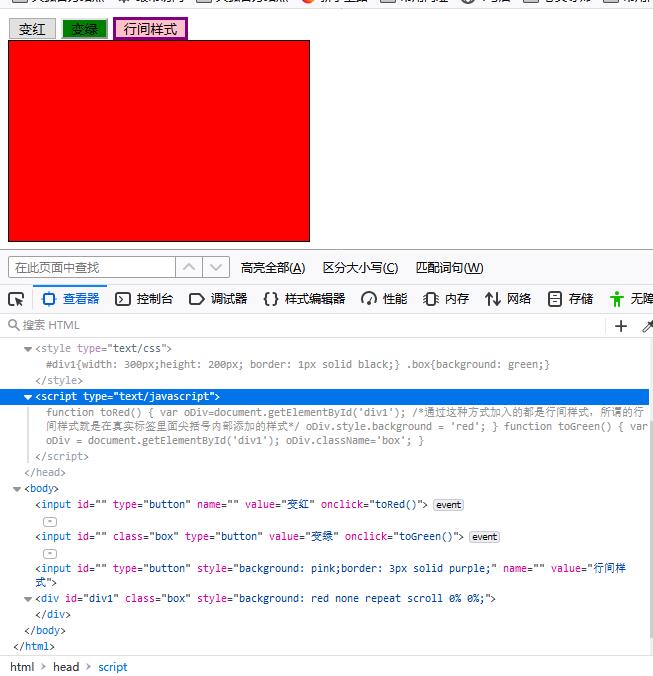 变红 变绿 行间样式
在此页面中查找 高亮全部(A) 区分大小写(C) 匹配词句(W)
查看器 控制台 调试器 {} 样式编辑器 性能 内存 网络 存储 无障
搜索 HTML +
<style type="text/css">
#div1{width: 300px;height: 200px; border: 1px solid black;} .box{background: green;}
</style>
<script type="text/javascript">
function toRed() { var oDiv=document.getElementById('div1'); /*通过这种方式加入的都是行间样式，所谓的行
间样式就是在真实标签里面尖括号内部添加的样式*/ oDiv.style.background = 'red'; } function toGreen() { var
oDiv = document.getElementById('div1'); oDiv.className='box'; }
</script>
</head>
<body>
<input id="" type="button" name="" value="变红" onclick="toRed()"> event
<input id="" class="box" type="button" value="变绿" onclick="toGreen()"> event
<input id="" type="button" style="background: pink;border: 3px solid purple;" name="" value="行间样
式">
<div id="div1" class="box" style="background: red none repeat scroll 0% 0%;">
</div>
</body>
</html>
html > head > script